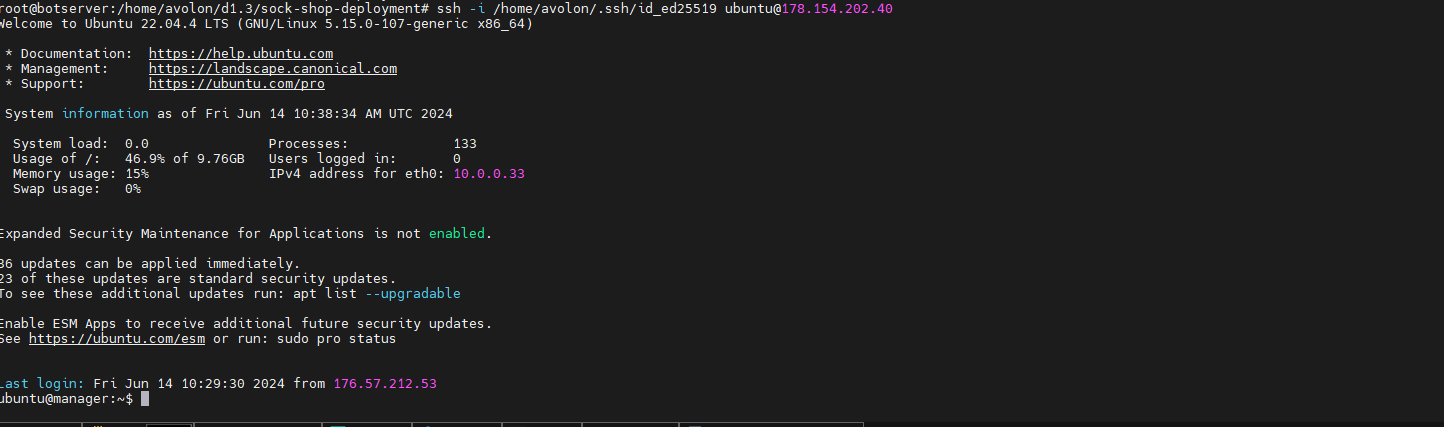 root@botserver:/home/avolon/d1.3/sock-shop-deployment# ssh -i /home/avolon/.ssh/id_ed25519 ubuntu@178.154.202.40
Welcome to Ubuntu 22.04.4 LTS (GNU/Linux 5.15.0-107-generic x86_64)
* Documentation: https://help.ubuntu.com
* Management: https://landscape.canonical.com
* Support: https://ubuntu.com/pro
System information as of Fri Jun 14 10:38:34 AM UTC 2024
System load: 0.0 Processes: 133
Usage of /: 46.9% of 9.76GB Users logged in: 0
Memory usage: 15% IPv4 address for eth0: 10.0.0.33
Swap usage: 0%
Expanded Security Maintenance for Applications is not enabled.
36 updates can be applied immediately.
23 of these updates are standard security updates.
To see these additional updates run: apt list --upgradable
Enable ESM Apps to receive additional future security updates.
See https://ubuntu.com/esm or run: sudo pro status
Last login: Fri Jun 14 10:29:30 2024 from 176.57.212.53
ubuntu@manager:~$